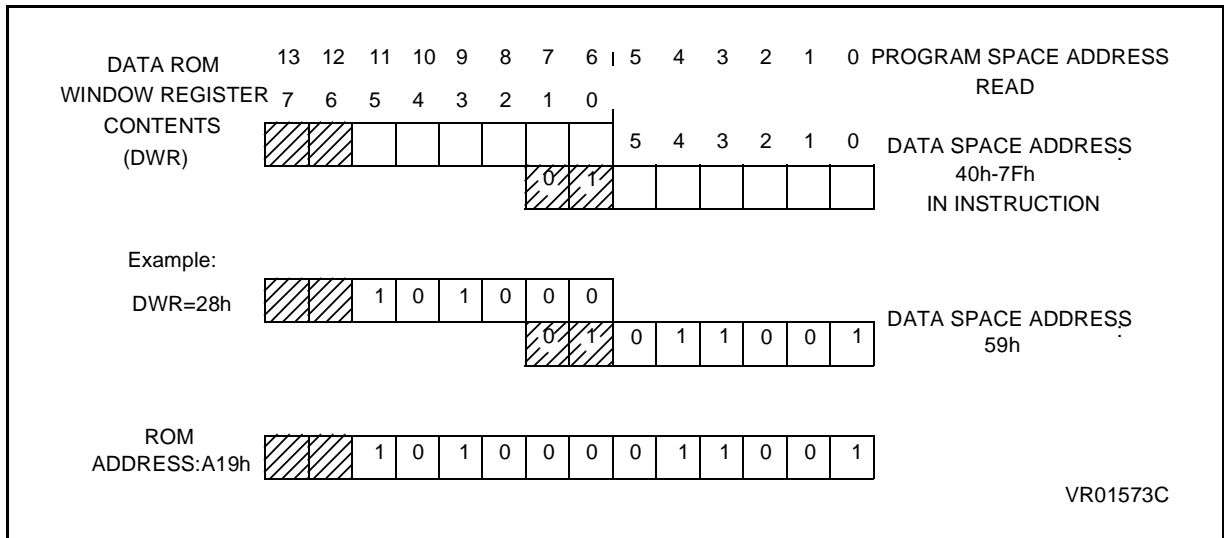 13 12 11 10 9 8 7 6 5 4 3 2 1 0 PROGRAM SPACE ADDRESS
READ
DATA ROM
WINDOW REGISTER 7 6 5 4 3 2 1 0
CONTENTS
(DWR)
5 4 3 2 1 0 DATA SPACE ADDRESS
:
0 1
40h-7Fh
IN INSTRUCTION
Example:
DWR=28h
1 0 1 0 0 0
0 1 0 1 1 0 0 1
DATA SPACE ADDRESS
:
59h
ROM
ADDRESS:A19h
1 0 1 0 0 0 0 1 1 0 0 1
VR01573C